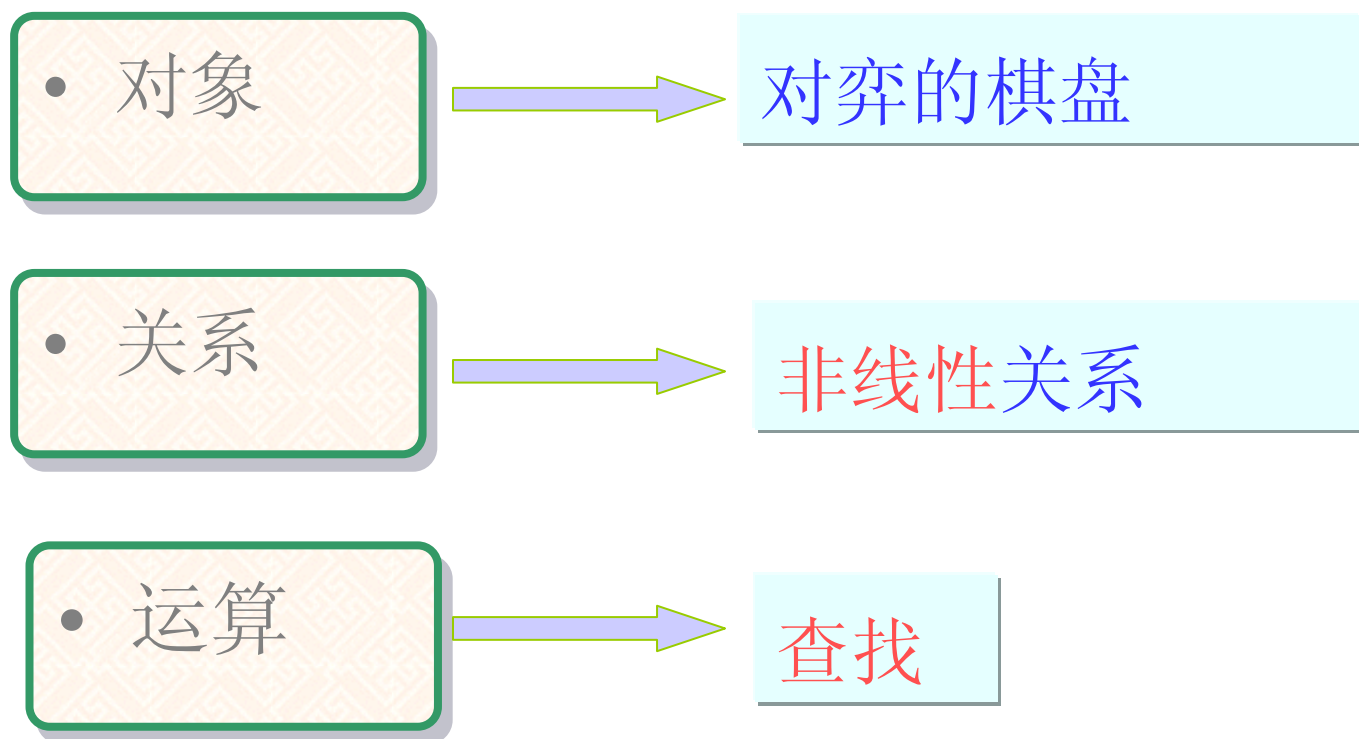 • 对象
对弈的棋盘
• 关系
非线性关系
• 运算
查找